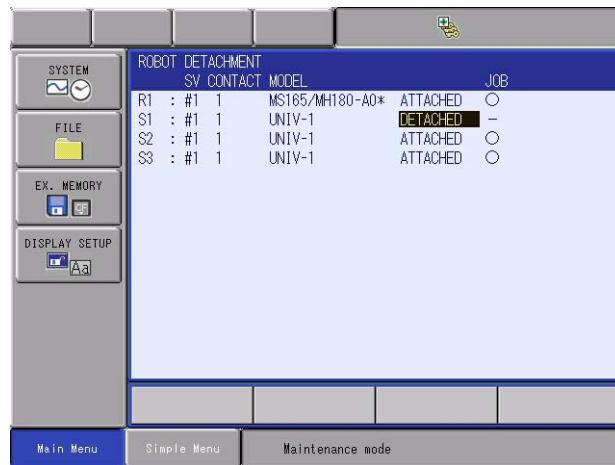 SYSTEM
FILE
EX. MEMORY
CF
DISPLAY SETUP
Aa
ROBOT DETACHMENT
SV CONTACT MODEL JOB
R1 : #1 1 MS165/MH180-A0* ATTACHED ○
S1 : #1 1 UNIV-1 DETACHED -
S2 : #1 1 UNIV-1 ATTACHED ○
S3 : #1 1 UNIV-1 ATTACHED ○
Main Menu
Simple Menu
Maintenance mode